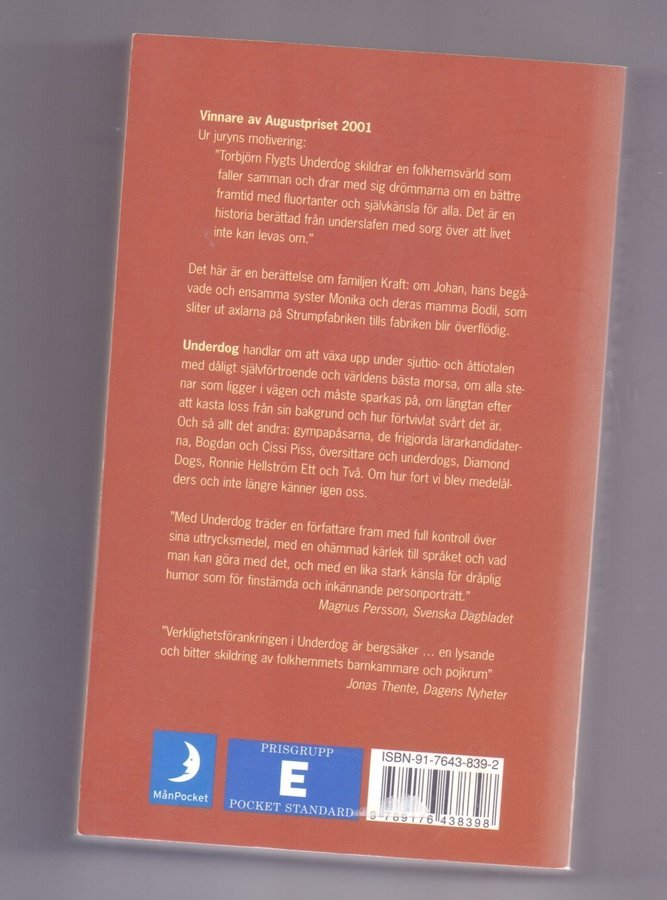 Vinnare av Augustpriset 2001
Ur juryns motivering:
"Torbjörn Flygts Underdog skildrar en folkhemsvärld som
faller samman och drar med sig drömmarna om en bättre
framtid med fluortanter och självkänsla för alla. Det är en
historia berättad från underslafen med sorg över att livet
inte kan levas om."
Det här är en berättelse om familjen Kraft: om Johan, hans begå-
vade och ensamma syster Monika och deras mamma Bodil, som
sliter ut axlarna på Strumpfabriken tills fabriken blir överflödig.
Underdog handlar om att växa upp under sjuttio- och åttiotalen
med dåligt självförtroende och världens bästa morsa, om alla ste-
nar som ligger i vägen och måste sparkas på, om längtan efter
att kasta loss från sin bakgrund och hur förtvivlat svårt det är.
Och så allt det andra: gympapåsarna, de frigjorda lärarkandidater-
na, Bogdan och Cissi Piss, översittare och underdogs, Diamond
Dogs, Ronnie Hellström Ett och Två. Om hur fort vi blev medelål-
ders och inte längre känner igen oss.
"Med Underdog träder en författare fram med full kontroll över
sina uttrycksmedel, med en ohämmad kärlek till språket och vad
man kan göra med det, och med en lika stark känsla för dråplig
humor som för finstämda och inkännande personporträtt."
Magnus Persson, Svenska Dagbladet
"Verklighetsförankringen i Underdog är bergsäker ... en lysande
och bitter skildring av folkhemmets barnkammare och pojkrum"
Jonas Thente, Dagens Nyheter
MånPocket
PRISGRUPP
E
POCKET STANDARD
ISBN-91-7643-839-2
9 789176 438398